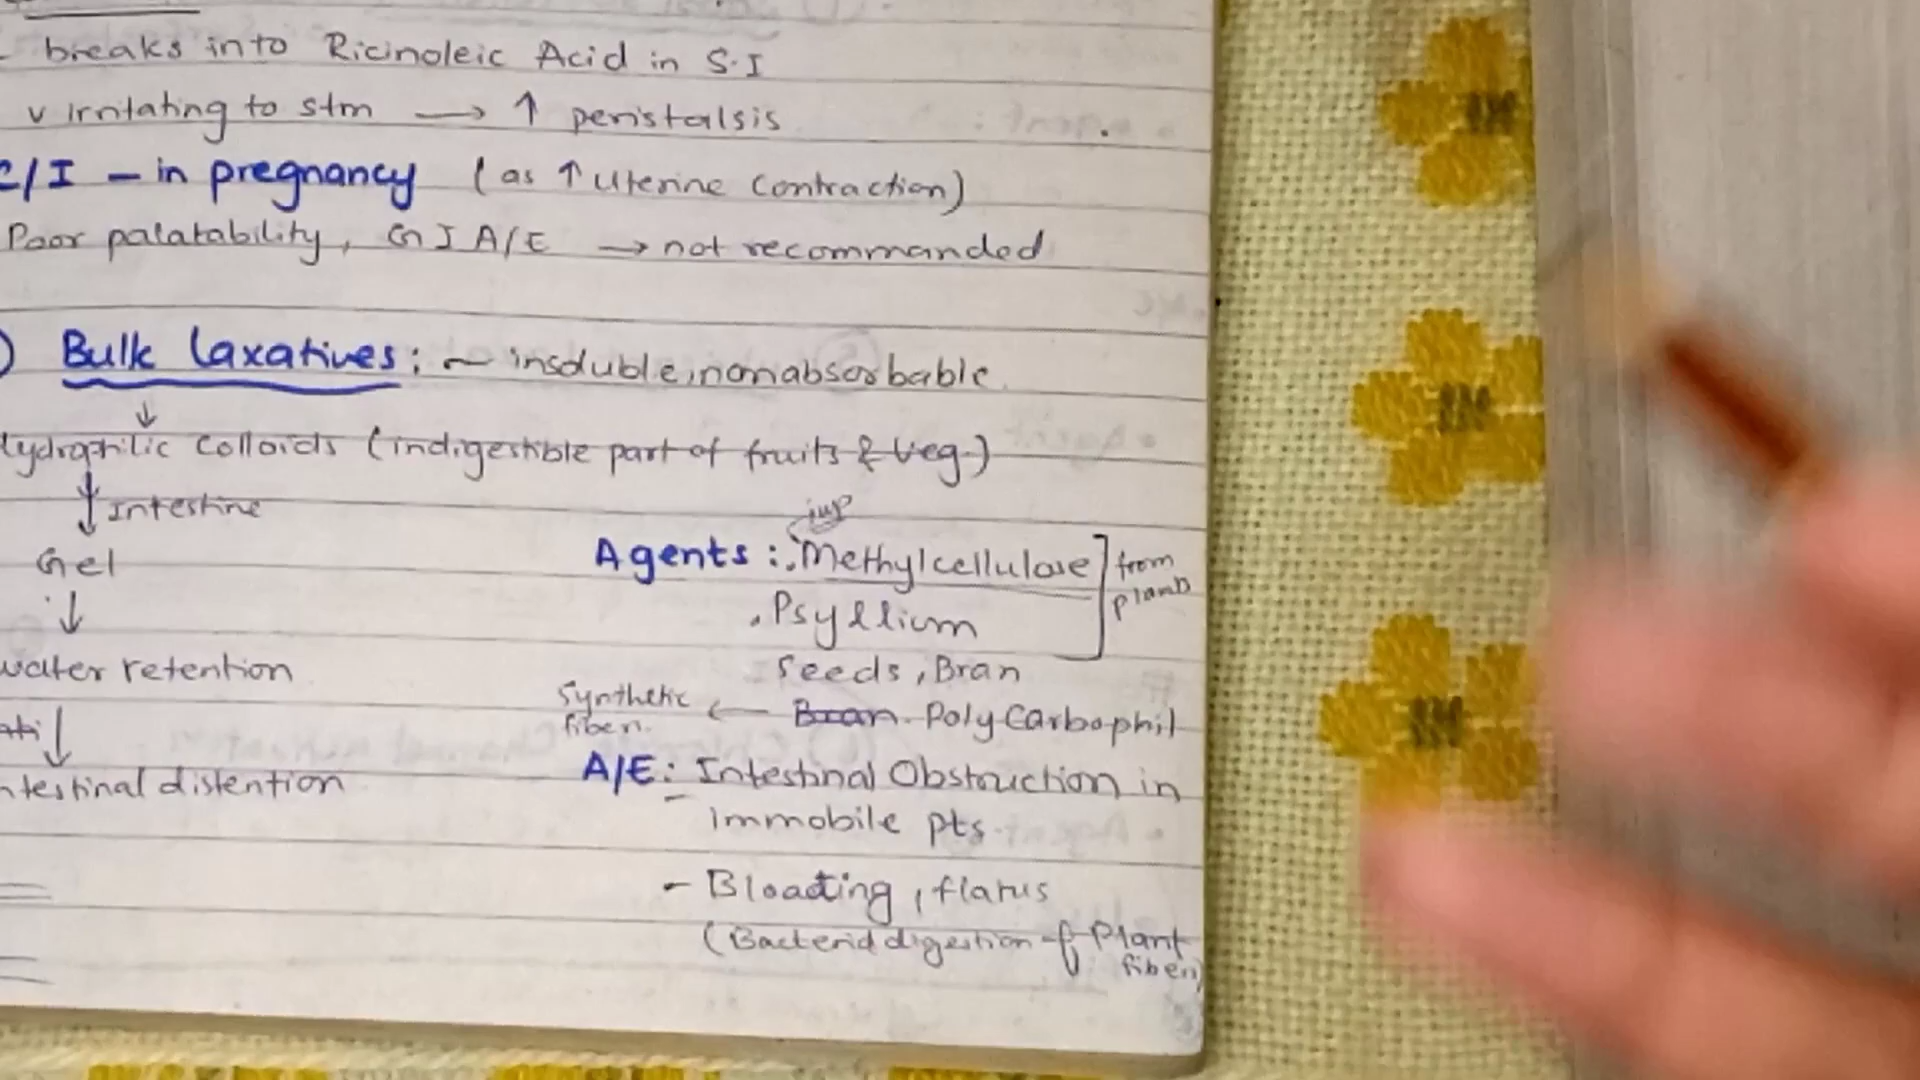 breaks into Ricinoleic Acid in S.I
v irritating to stm → ↑ peristalsis
C/I – in pregnancy (as ↑ Uterine Contraction)
Poor palatability, GI A/E → not recommanded
Bulk laxatives: ~ insoluble, nonabsorbable
↓
Hydrophilic Colloids (indigestible part of fruits & Veg.)
↓ Intestine
Gel
↓
water retention
↓
Intestinal distention
imp
Agents: . Methylcellulose ] from
plants
. Psyllium
seeds, Bran
Synthetic fiber. ← Bran. Polycarbophil
A/E: Intestinal Obstruction in
immobile pts.
- Bloating, flatus
(Bacterial digestion of Plant
fiber)